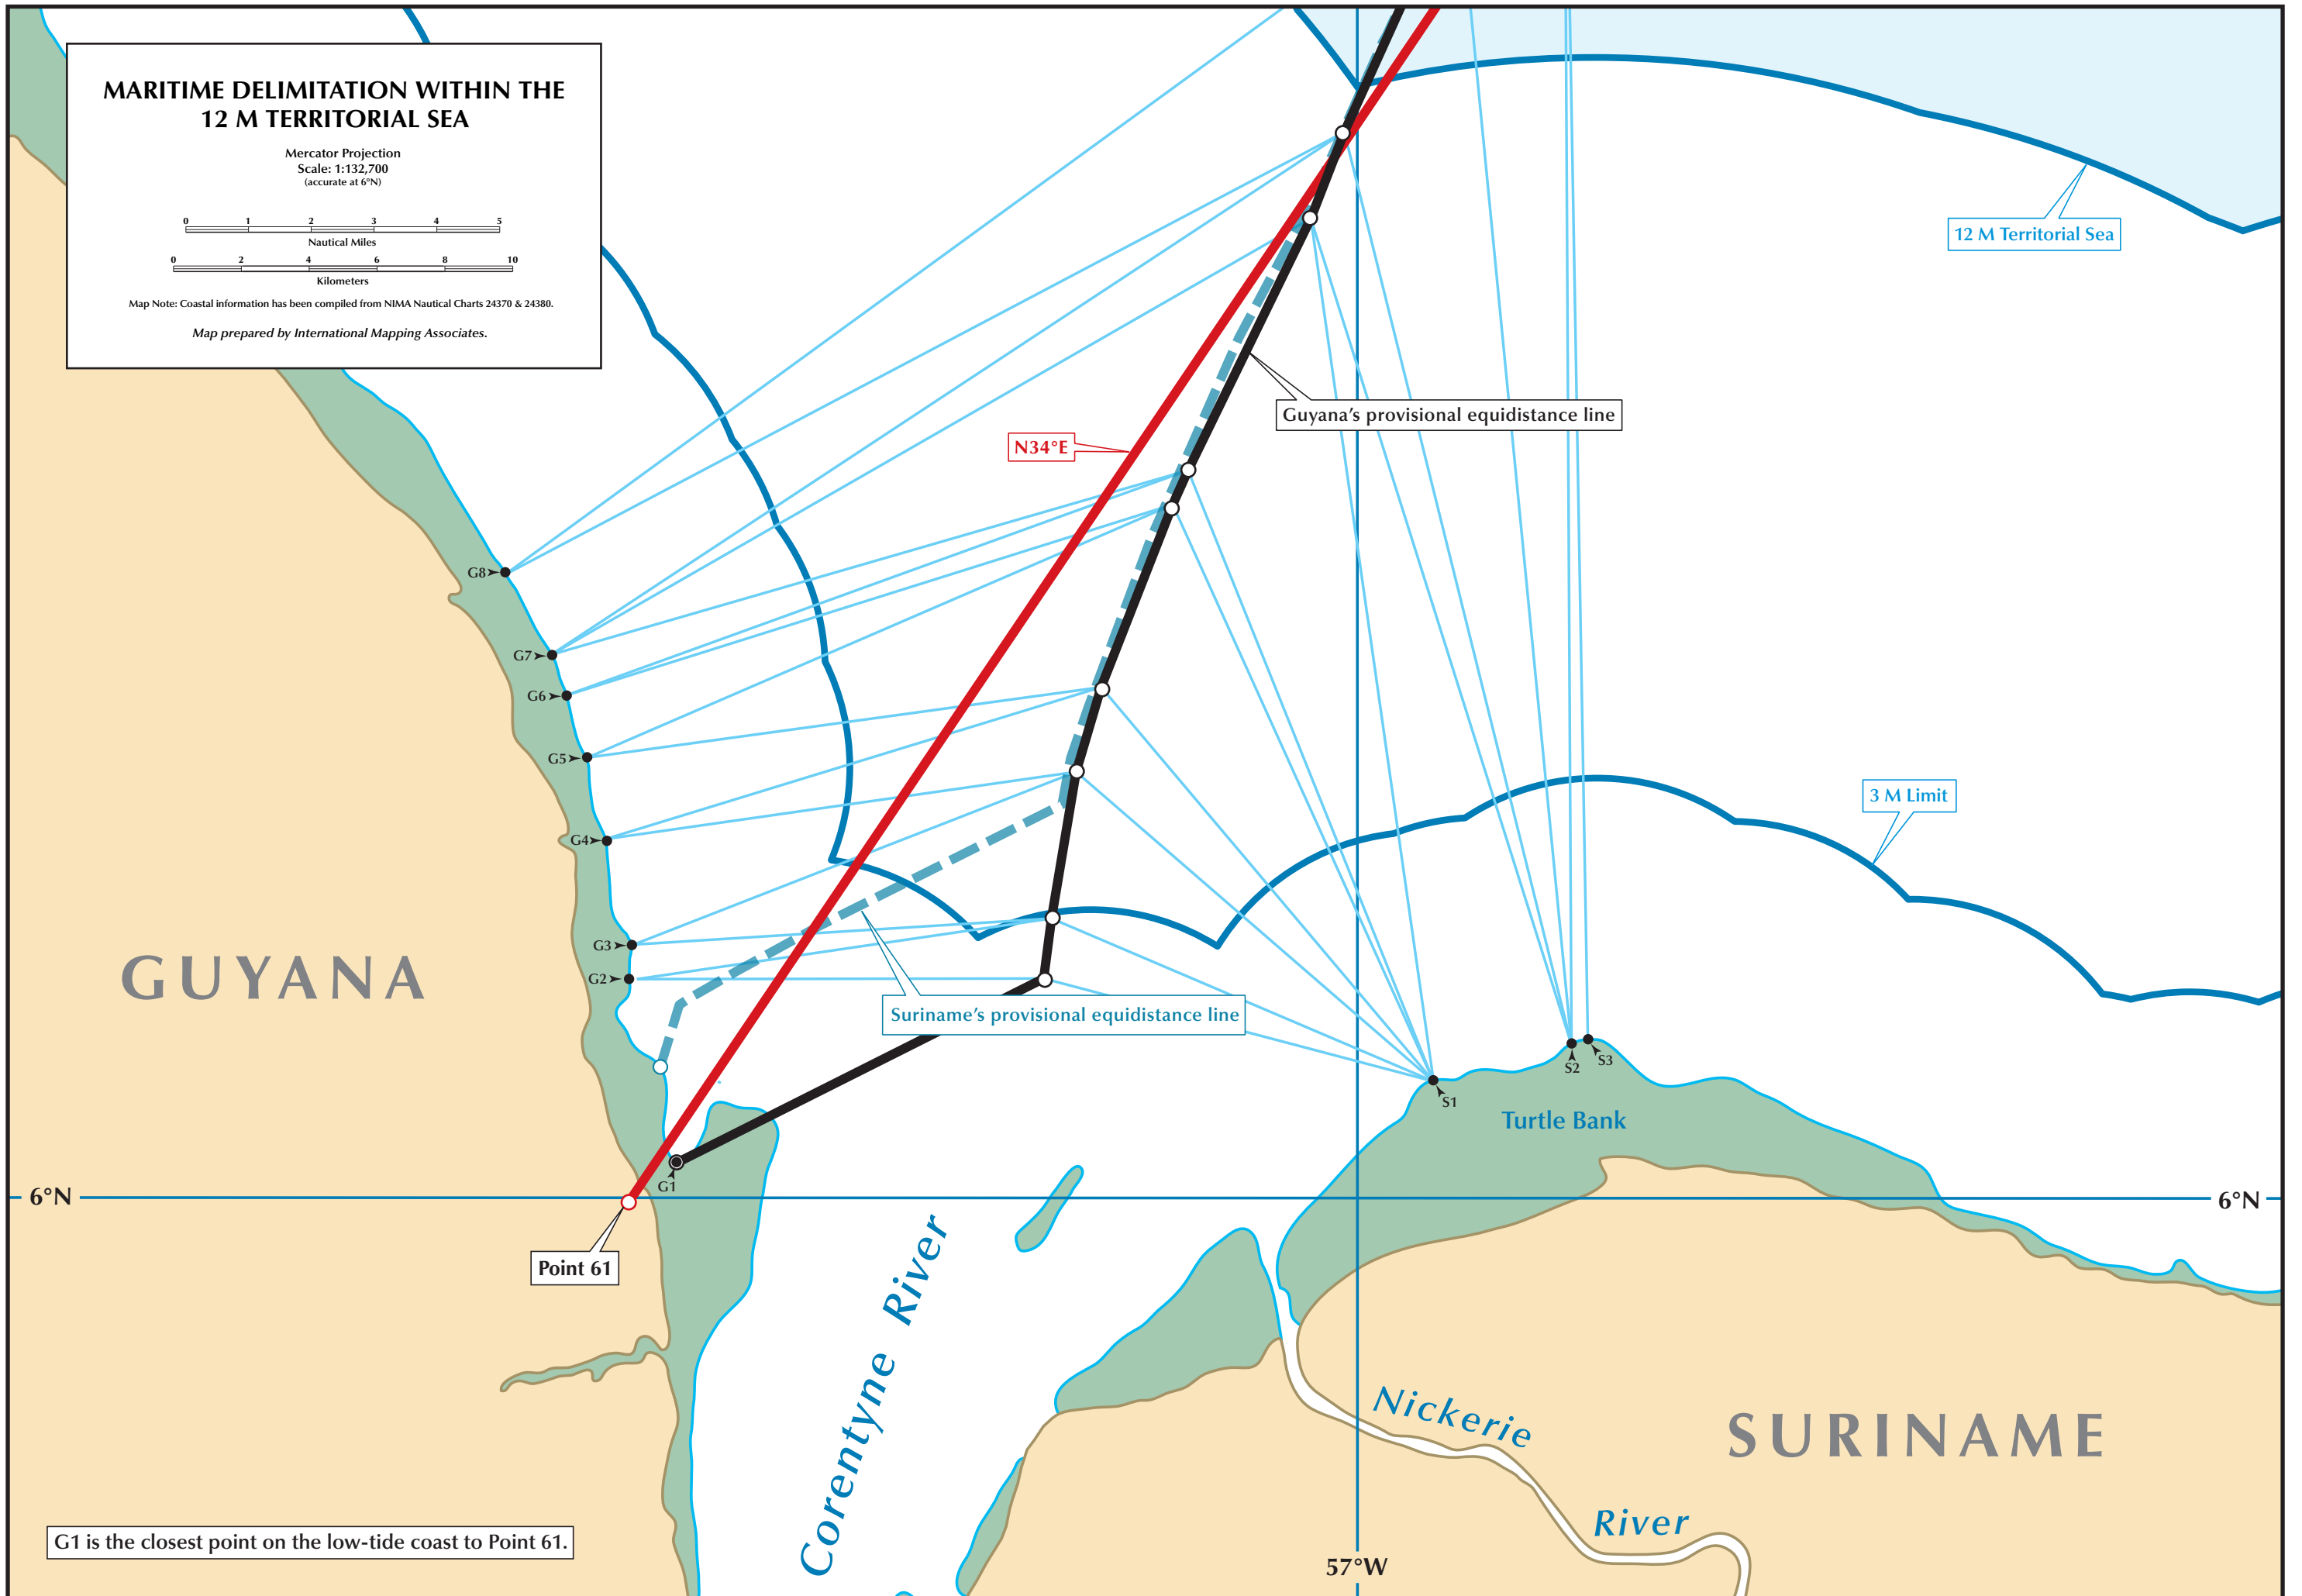 MARITIME DELIMITATION WITHIN THE
12 M TERRITORIAL SEA
Mercator Projection
Scale: 1:132,700
(accurate at 6°N)
0 1 2 3 4 5
Nautical Miles
0 2 4 6 8 10
Kilometers
Map Note: Coastal information has been compiled from NIMA Nautical Charts 24370 & 24380.
Map prepared by International Mapping Associates.
12 M Territorial Sea
Guyana’s provisional equidistance line
N34°E
G8
G7
G6
G5
G4
3 M Limit
G3
G2
GUYANA
Suriname’s provisional equidistance line
S2
S3
S1
Turtle Bank
G1
6°N
6°N
Point 61
Corentyne River
Nickerie
River
SURINAME
G1 is the closest point on the low-tide coast to Point 61.
57°W